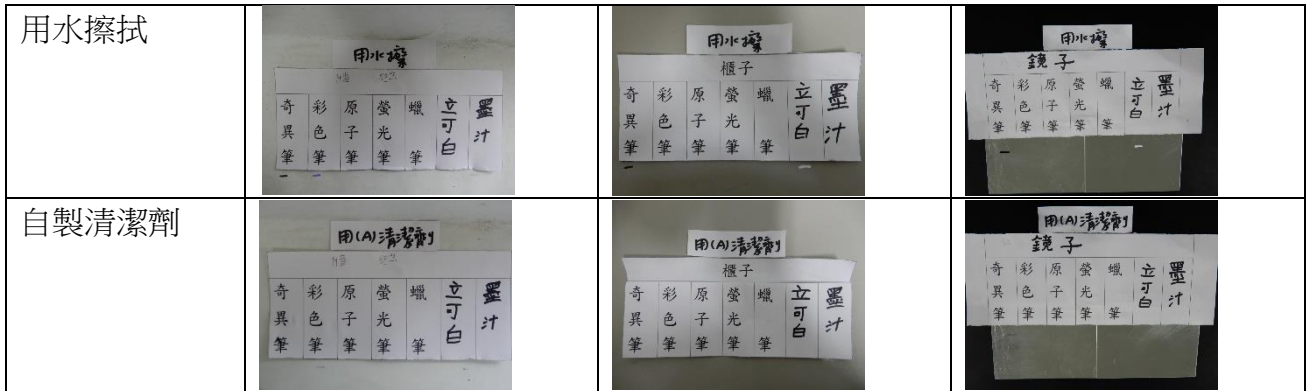 用水擦拭
用水擦
奇異筆
彩色筆
原子筆
螢光筆
蠟筆
立可白
墨汁
用水擦
櫃子
奇異筆
彩色筆
原子筆
螢光筆
蠟筆
立可白
墨汁
用水擦
鏡子
奇異筆
彩色筆
原子筆
螢光筆
蠟筆
立可白
墨汁
自製清潔劑
用(A)清潔劑
奇異筆
彩色筆
原子筆
螢光筆
蠟筆
立可白
墨汁
用(A)清潔劑
櫃子
奇異筆
彩色筆
原子筆
螢光筆
蠟筆
立可白
墨汁
用(A)清潔劑
鏡子
奇異筆
彩色筆
原子筆
螢光筆
蠟筆
立可白
墨汁